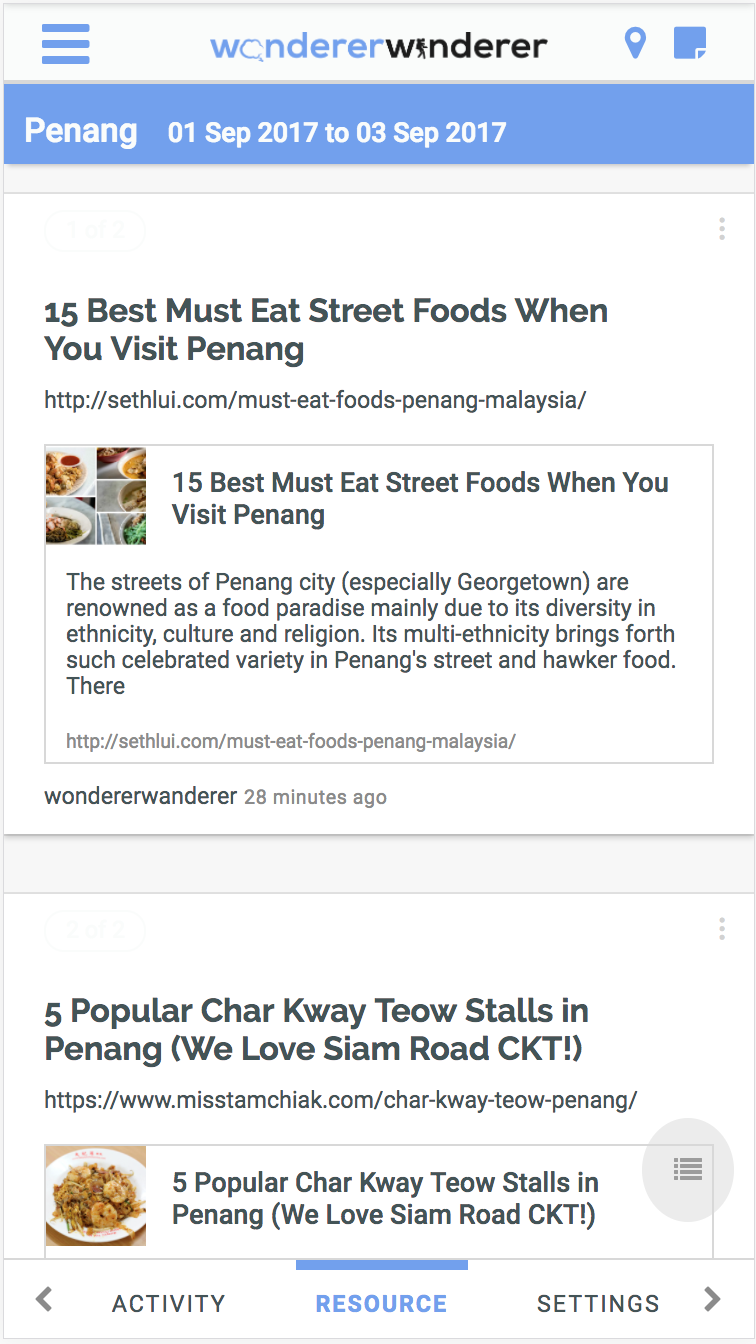 wondererwanderer
Penang 01 Sep 2017 to 03 Sep 2017
1 of 2
15 Best Must Eat Street Foods When
You Visit Penang
http://sethlui.com/must-eat-foods-penang-malaysia/
15 Best Must Eat Street Foods When You
Visit Penang
The streets of Penang city (especially Georgetown) are
renowned as a food paradise mainly due to its diversity in
ethnicity, culture and religion. Its multi-ethnicity brings forth
such celebrated variety in Penang's street and hawker food.
There
http://sethlui.com/must-eat-foods-penang-malaysia/
wondererwanderer 28 minutes ago
2 of 2
5 Popular Char Kway Teow Stalls in
Penang (We Love Siam Road CKT!)
https://www.misstamchiak.com/char-kway-teow-penang/
5 Popular Char Kway Teow Stalls in
Penang (We Love Siam Road CKT!)
ACTIVITY RESOURCE SETTINGS